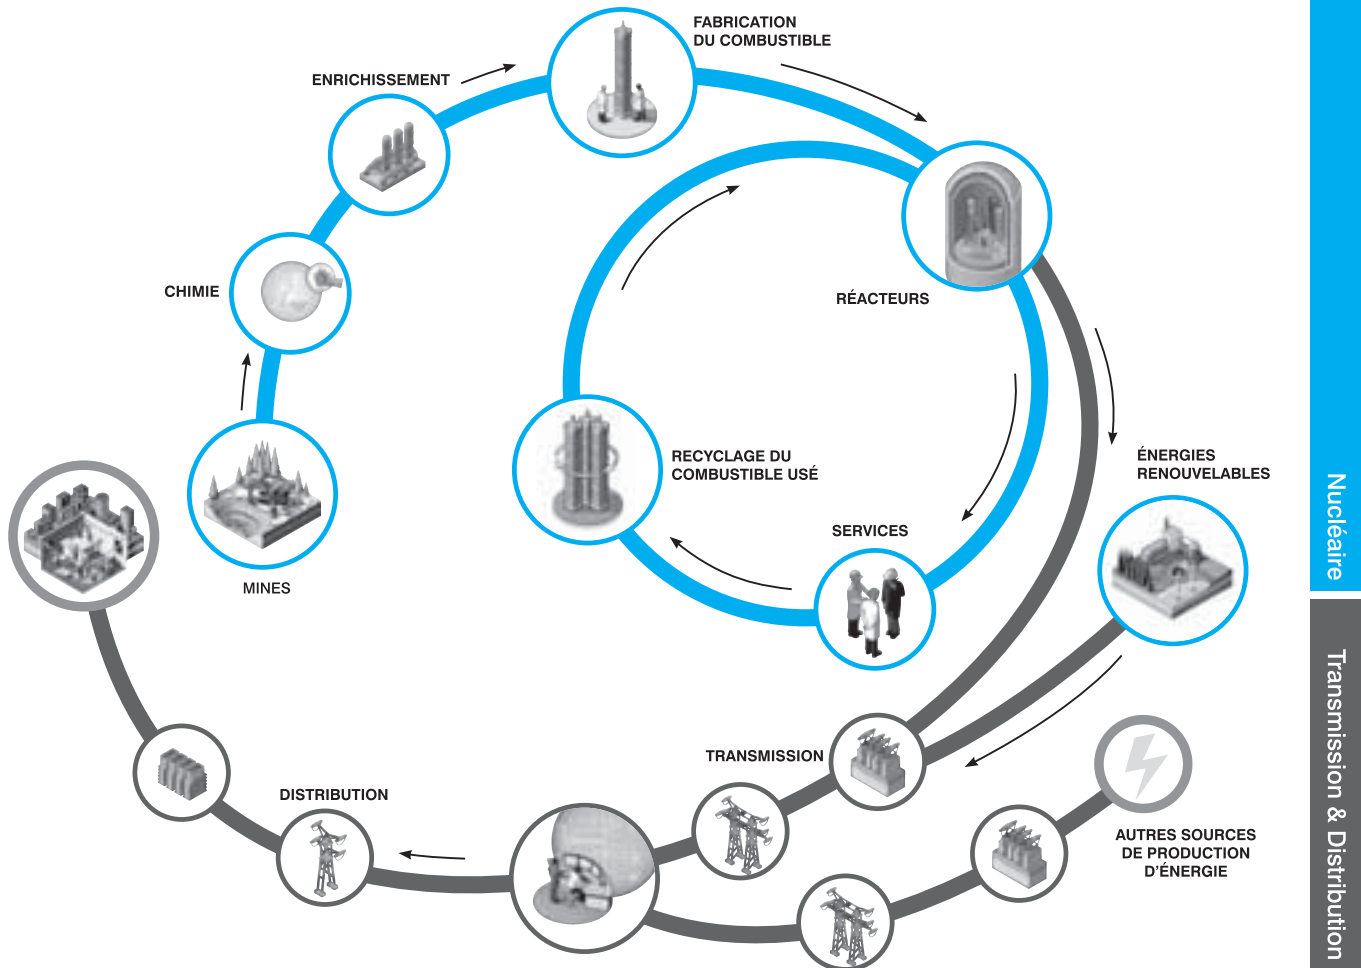 FABRICATION
DU COMBUSTIBLE
ENRICHISSEMENT
CHIMIE
RÉACTEURS
MINES
RECYCLAGE DU
COMBUSTIBLE USÉ
SERVICES
ÉNERGIES
RENOUVELABLES
TRANSMISSION
DISTRIBUTION
AUTRES SOURCES
DE PRODUCTION
D'ÉNERGIE
Nucléaire
Transmission & Distribution